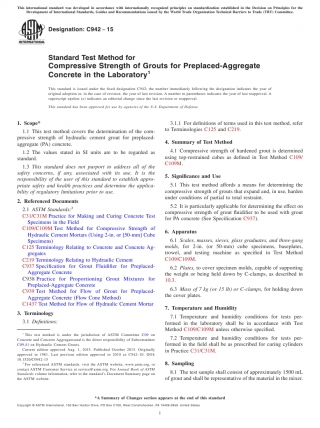 This international standard was developed in accordance with internationally recognized principles on standardization established in the Decision on Principles for the
Development of International Standards, Guides and Recommendations issued by the World Trade Organization Technical Barriers to Trade (TBT) Committee.
Designation: C942 − 15
Standard Test Method for
Compressive Strength of Grouts for Preplaced-Aggregate
Concrete in the Laboratory1
This standard is issued under the fixed designation C942; the number immediately following the designation indicates the year of
original adoption or, in the case of revision, the year of last revision. A number in parentheses indicates the year of last reapproval. A
superscript epsilon (ε) indicates an editorial change since the last revision or reapproval.
This standard has been approved for use by agencies of the U.S. Department of Defense.
1. Scope*
1.1 This test method covers the determination of the com-
pressive strength of hydraulic cement grout for preplaced-
aggregate (PA) concrete.
1.2 The values stated in SI units are to be regarded as
standard.
1.3 This standard does not purport to address all of the
safety concerns, if any, associated with its use. It is the
responsibility of the user of this standard to establish appro-
priate safety and health practices and determine the applica-
bility of regulatory limitations prior to use.
2. Referenced Documents
2.1 ASTM Standards:2
C31/C31M Practice for Making and Curing Concrete Test
Specimens in the Field
C109/C109M Test Method for Compressive Strength of
Hydraulic Cement Mortars (Using 2-in. or [50-mm] Cube
Specimens)
C125 Terminology Relating to Concrete and Concrete Ag-
gregates
C219 Terminology Relating to Hydraulic Cement
C937 Specification for Grout Fluidifier for Preplaced-
Aggregate Concrete
C938 Practice for Proportioning Grout Mixtures for
Preplaced-Aggregate Concrete
C939 Test Method for Flow of Grout for Preplaced-
Aggregate Concrete (Flow Cone Method)
C1437 Test Method for Flow of Hydraulic Cement Mortar
3. Terminology
3.1 Definitions:
1 This test method is under the jurisdiction of ASTM Committee C09 on
Concrete and Concrete Aggregates and is the direct responsibility of Subcommittee
Current edition approved Aug. 1, 2015. Published October 2015. Originally
approved in 1981. Last previous edition approved in 2010 as
2 For referenced ASTM standards, visit the ASTM website, www.astm.org, or
contact ASTM Customer Service at service@astm.org. For Annual Book of ASTM
Standards volume information, refer to the standard's Document Summary page on
the ASTM website.
3.1.1 For definitions of terms used in this test method, refer
to Terminologies C125 and C219.
4. Summary of Test Method
4.1 Compressive strength of hardened grout is determined
using top-restrained cubes as defined in Test Method C109/
C109M.
5. Significance and Use
5.1 This test method affords a means for determining the
compressive strength of grouts that expand and, in use, harden
under conditions of partial to total restraint.
5.2 It is particularly applicable for determining the effect on
compressive strength of grout fluidifier to be used with grout
for PA concrete (See Specification C937).
6. Apparatus
6.1 Scales, masses, sieves, glass graduates, and three-gang
molds, for 2-in. (or 50-mm) cube specimens, baseplates,
trowel, and testing machine as specified in Test Method
C109/C109M.
6.2 Plates, to cover specimen molds, capable of supporting
the weight or being held down by C-clamps, as described in
10.3.
6.3 Mass of 7 kg (or 15 lb) or C-clamps, for holding down
the cover plates.
7. Temperature and Humidity
7.1 Temperature and humidity conditions for tests per-
formed in the laboratory shall be in accordance with Test
Method C109/C109M unless otherwise specified.
7.2 Temperature and humidity conditions for tests per-
formed in the field shall be as prescribed for curing cylinders
in Practice C31/C31M.
8. Sampling
8.1 The test sample shall consist of approximately 1500 mL
of grout and shall be representative of the material in the mixer.
*A Summary of Changes section appears at the end of this standard
Copyright © ASTM International, 100 Barr Harbor Drive, PO Box C700, West Conshohocken, PA 19428-2959. United States
1